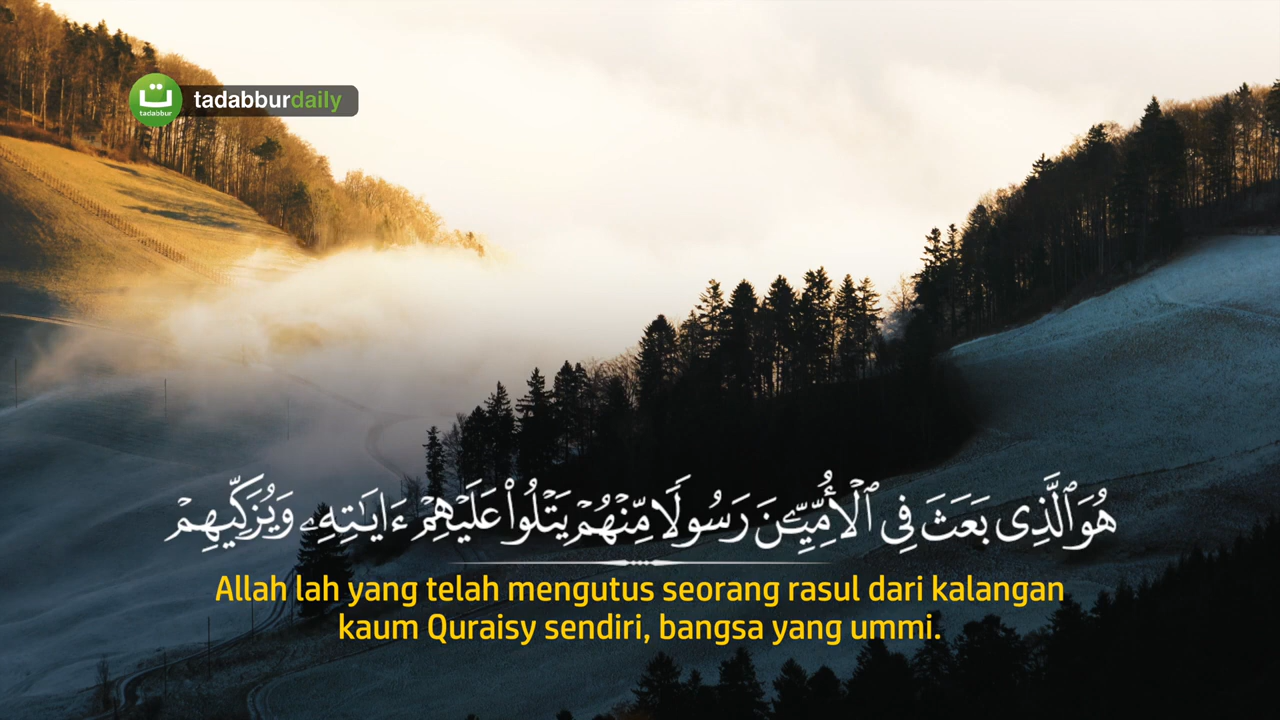 ت
tadabbur
tadabburdaily
هُوَ ٱلَّذِى بَعَثَ فِى ٱلْأُمِّيِّـۧنَ رَسُولًا مِّنْهُمْ يَتْلُوا۟ عَلَيْهِمْ ءَايَـٰتِهِۦ وَيُزَكِّيهِمْ
Allah lah yang telah mengutus seorang rasul dari kalangan
kaum Quraisy sendiri, bangsa yang ummi.